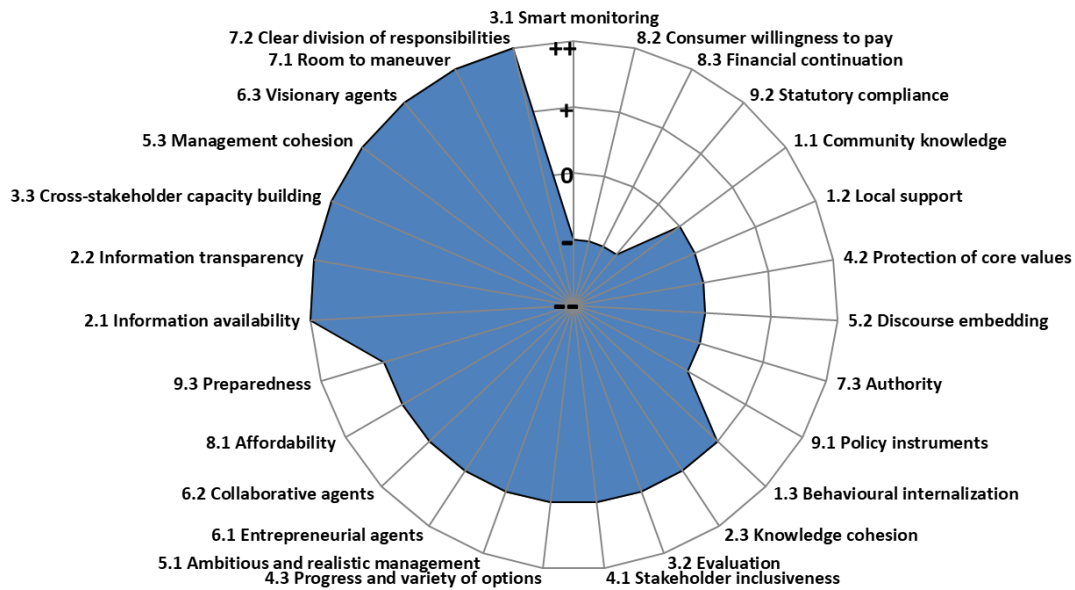 3.1 Smart monitoring
8.2 Consumer willingness to pay
8.3 Financial continuation
9.2 Statutory compliance
1.1 Community knowledge
1.2 Local support
4.2 Protection of core values
5.2 Discourse embedding
7.3 Authority
9.1 Policy instruments
1.3 Behavioural internalization
2.3 Knowledge cohesion
3.2 Evaluation
4.1 Stakeholder inclusiveness
4.3 Progress and variety of options
5.1 Ambitious and realistic management
6.1 Entrepreneurial agents
6.2 Collaborative agents
8.1 Affordability
9.3 Preparedness
2.1 Information availability
2.2 Information transparency
3.3 Cross-stakeholder capacity building
5.3 Management cohesion
6.3 Visionary agents
7.1 Room to maneuver
7.2 Clear division of responsibilities
++
+
0
-
--